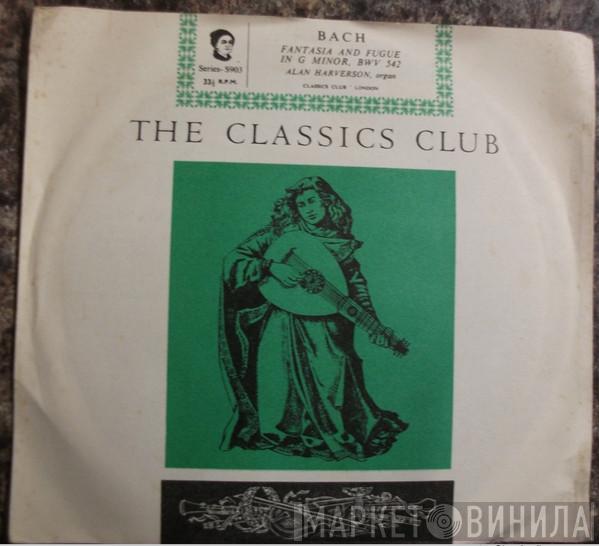 BACH
FANTASIA AND FUGUE
IN G MINOR, BWV 542
ALAN HARVERSON, organ
CLASSICS CLUB · LONDON
Series- S903
33⅓ R.P.M.
THE CLASSICS CLUB
МАРКЕТ ВИНИЛА